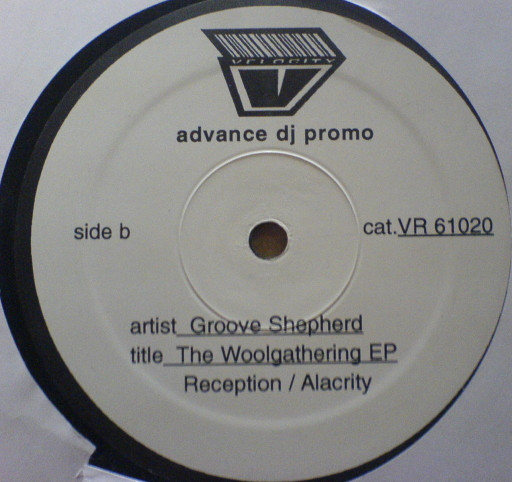 VELOCITY
advance dj promo
side b
cat. VR 61020
artist Groove Shepherd
title The Woolgathering EP
Reception / Alacrity